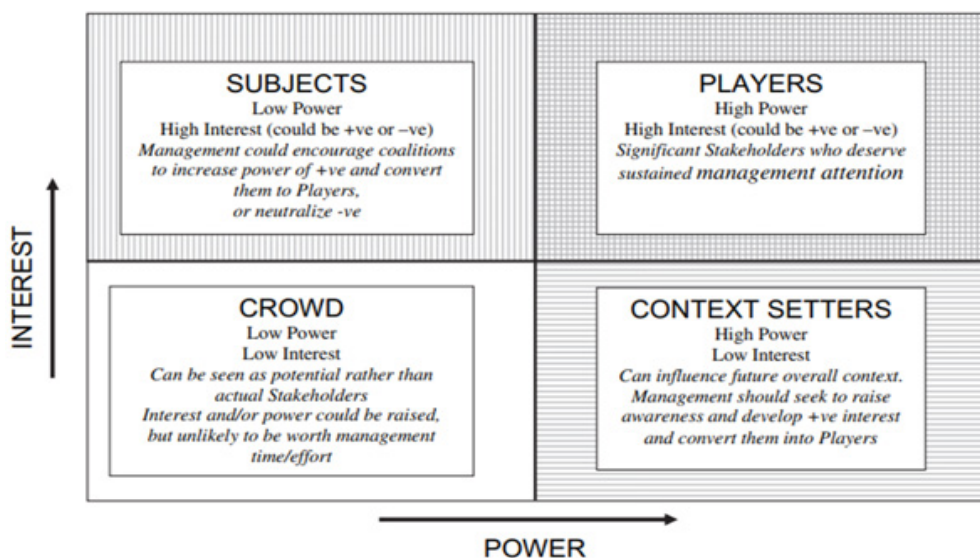 SUBJECTS
Low Power
High Interest (could be +ve or –ve)
Management could encourage coalitions
to increase power of +ve and convert
them to Players,
or neutralize -ve
PLAYERS
High Power
High Interest (could be +ve or –ve)
Significant Stakeholders who deserve
sustained management attention
INTEREST
CROWD
Low Power
Low Interest
Can be seen as potential rather than
actual Stakeholders
Interest and/or power could be raised,
but unlikely to be worth management
time/effort
CONTEXT SETTERS
High Power
Low Interest
Can influence future overall context.
Management should seek to raise
awareness and develop +ve interest
and convert them into Players
POWER